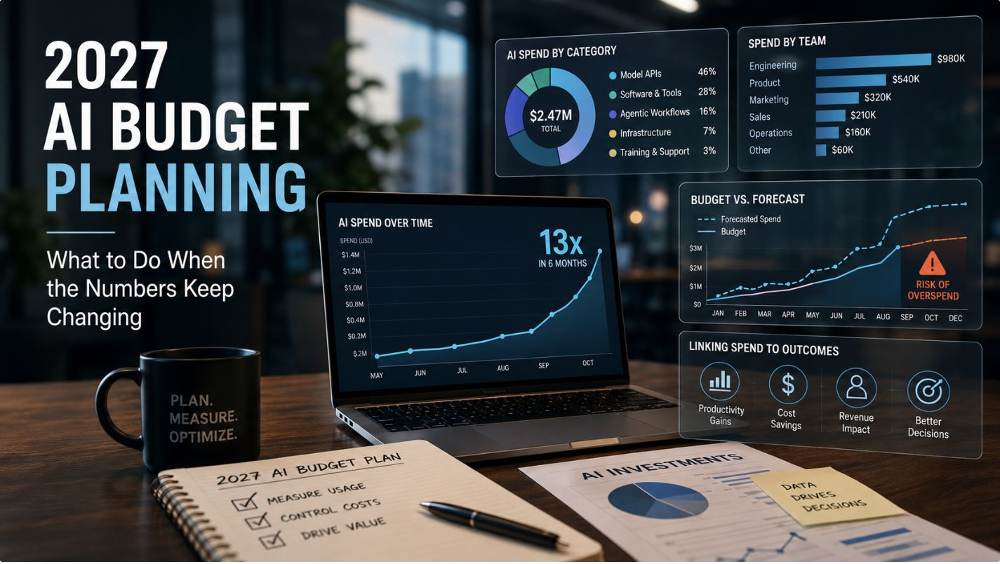 2027
AI BUDGET
PLANNING
What to Do When
the Numbers Keep
Changing
AI SPEND BY CATEGORY
$2.47M
TOTAL
Model APIs 46%
Software & Tools 28%
Agentic Workflows 16%
Infrastructure 7%
Training & Support 3%
SPEND BY TEAM
Engineering $980K
Product $540K
Marketing $320K
Sales $210K
Operations $160K
Other $60K
AI SPEND OVER TIME
SPEND (USD)
13x
IN 6 MONTHS
$1.4M
$1.2M
$1.0M
$0.8M
$0.4M
$0.2M
$.2M
MAY JUN JUL AUG SEP OCT
BUDGET VS. FORECAST
Forecasted Spend
Budget
$3M
$2M
$1M
$0
RISK OF
OVERSPEND
JAN FEB MAR APR MAY JUN JUL AUG SEP OCT DEC
LINKING SPEND TO OUTCOMES
Productivity
Gains
Cost
Savings
Revenue
Impact
Better
Decisions
PLAN.
MEASURE.
OPTIMIZE.
2027 AI BUDGET PLAN
MEASURE USAGE
CONTROL COSTS
DRIVE VALUE
AI INVESTMENTS
DATA
DRIVES
DECISIONS